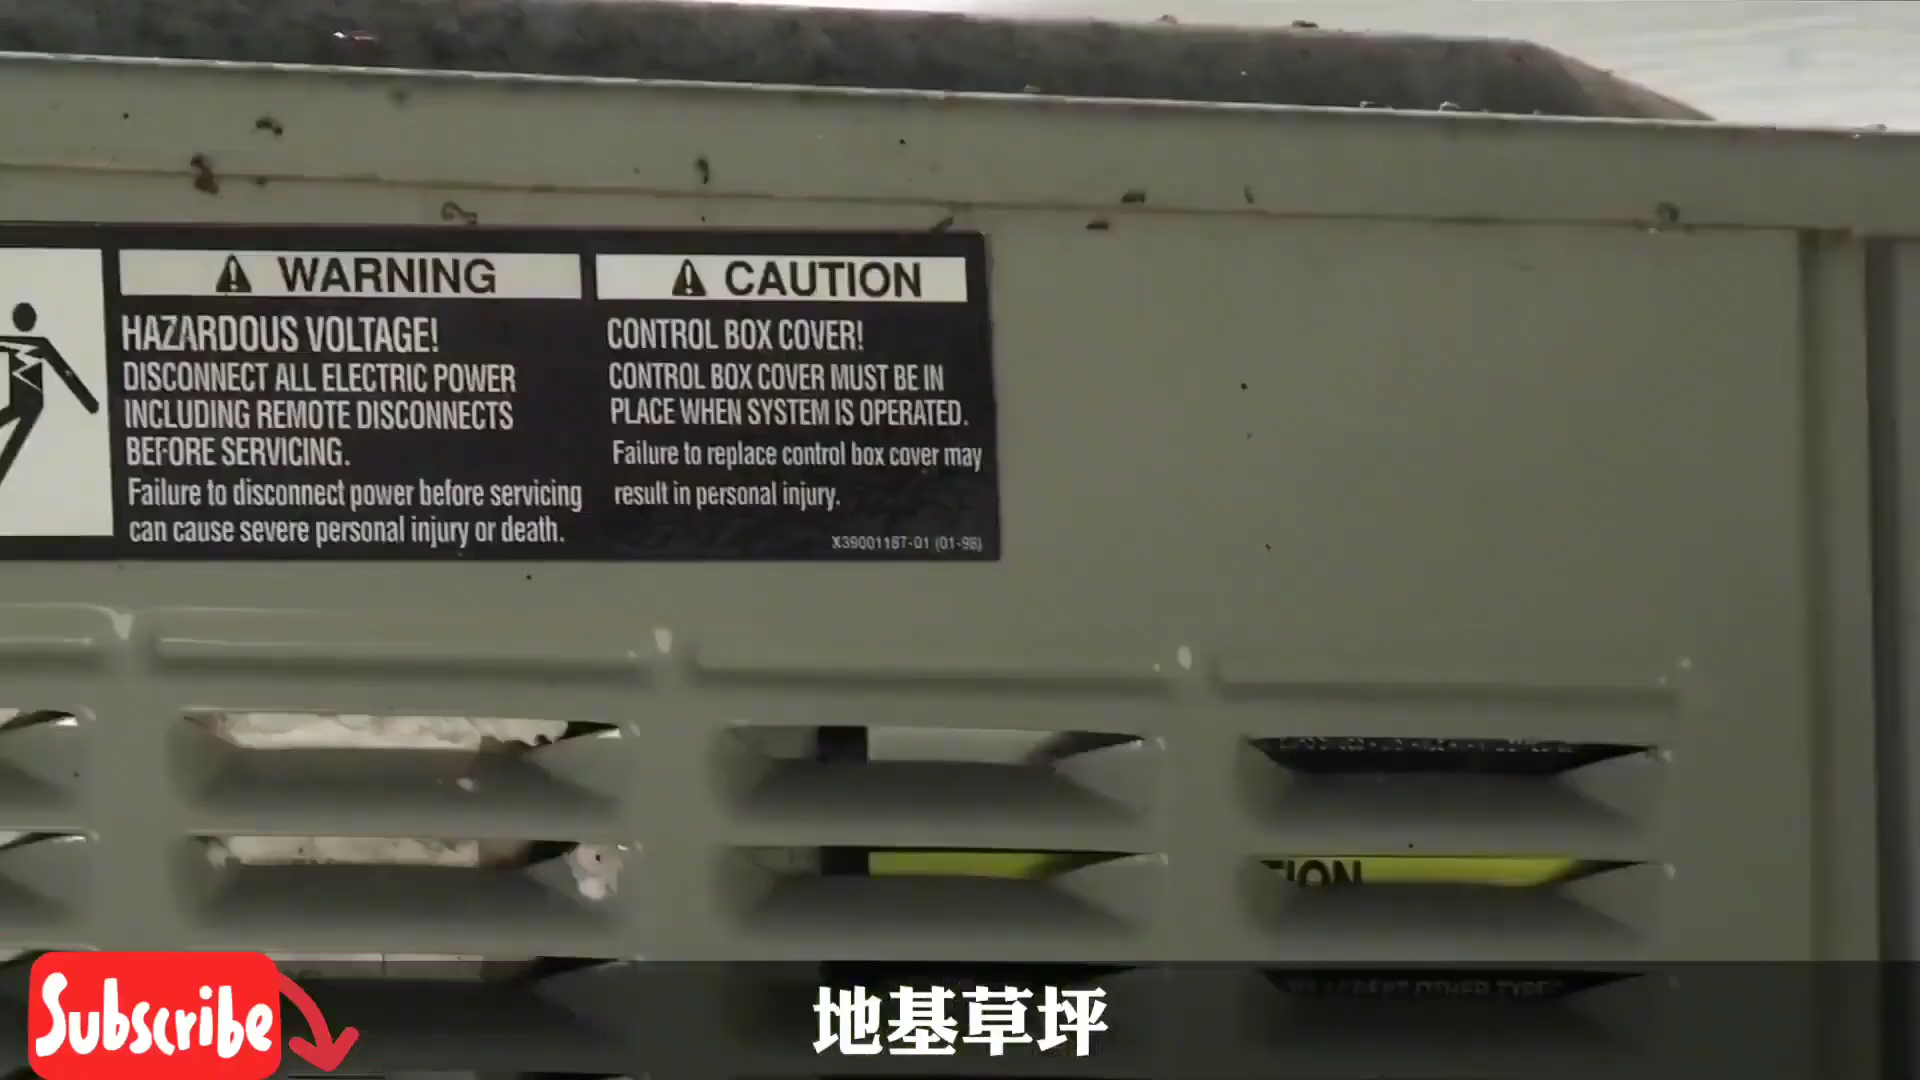 WARNING
HAZARDOUS VOLTAGE!
DISCONNECT ALL ELECTRIC POWER
INCLUDING REMOTE DISCONNECTS
BEFORE SERVICING.
Failure to disconnect power before servicing
can cause severe personal injury or death.
CAUTION
CONTROL BOX COVER!
CONTROL BOX COVER MUST BE IN
PLACE WHEN SYSTEM IS OPERATED.
Failure to replace control box cover may
result in personal injury.
X39001187-01 (01-98)
TION
Subscribe
地基草坪